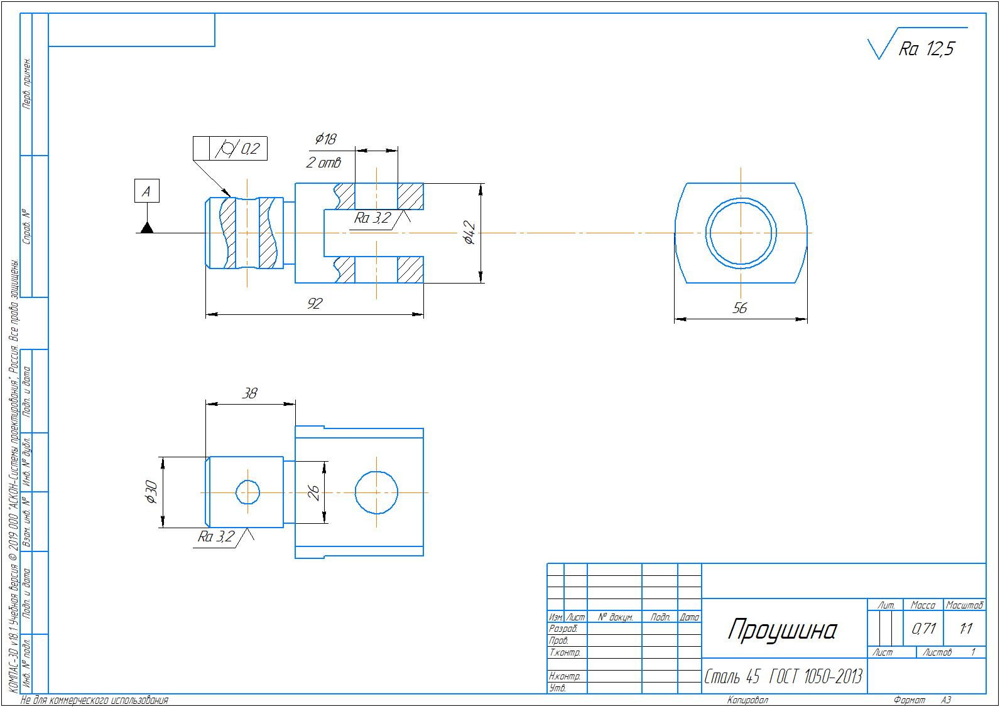 Перв. примен.
Справ. №
Подп. и дата
Инв. № дубл.
Взам. инв. №
Подп. и дата
Инв. № подл.
КОМПАС-3D v18.1 Учебная версия © 2019 ООО "АСКОН-Системы проектирования", Россия. Все права защищены.
Ra 12,5
0,2
А
ϕ18
2 отв
Ra 3,2
ϕ42
92
56
38
ϕ30
26
Ra 3,2
Изм. Лист № докум. Подп. Дата
Разраб.
Пров.
Т.контр.
Н.контр.
Утв.
Проушина
Сталь 45 ГОСТ 1050-2013
Лит. Масса Масштаб
0,71 1:1
Лист Листов 1
Не для коммерческого использования
Копировал
Формат А3